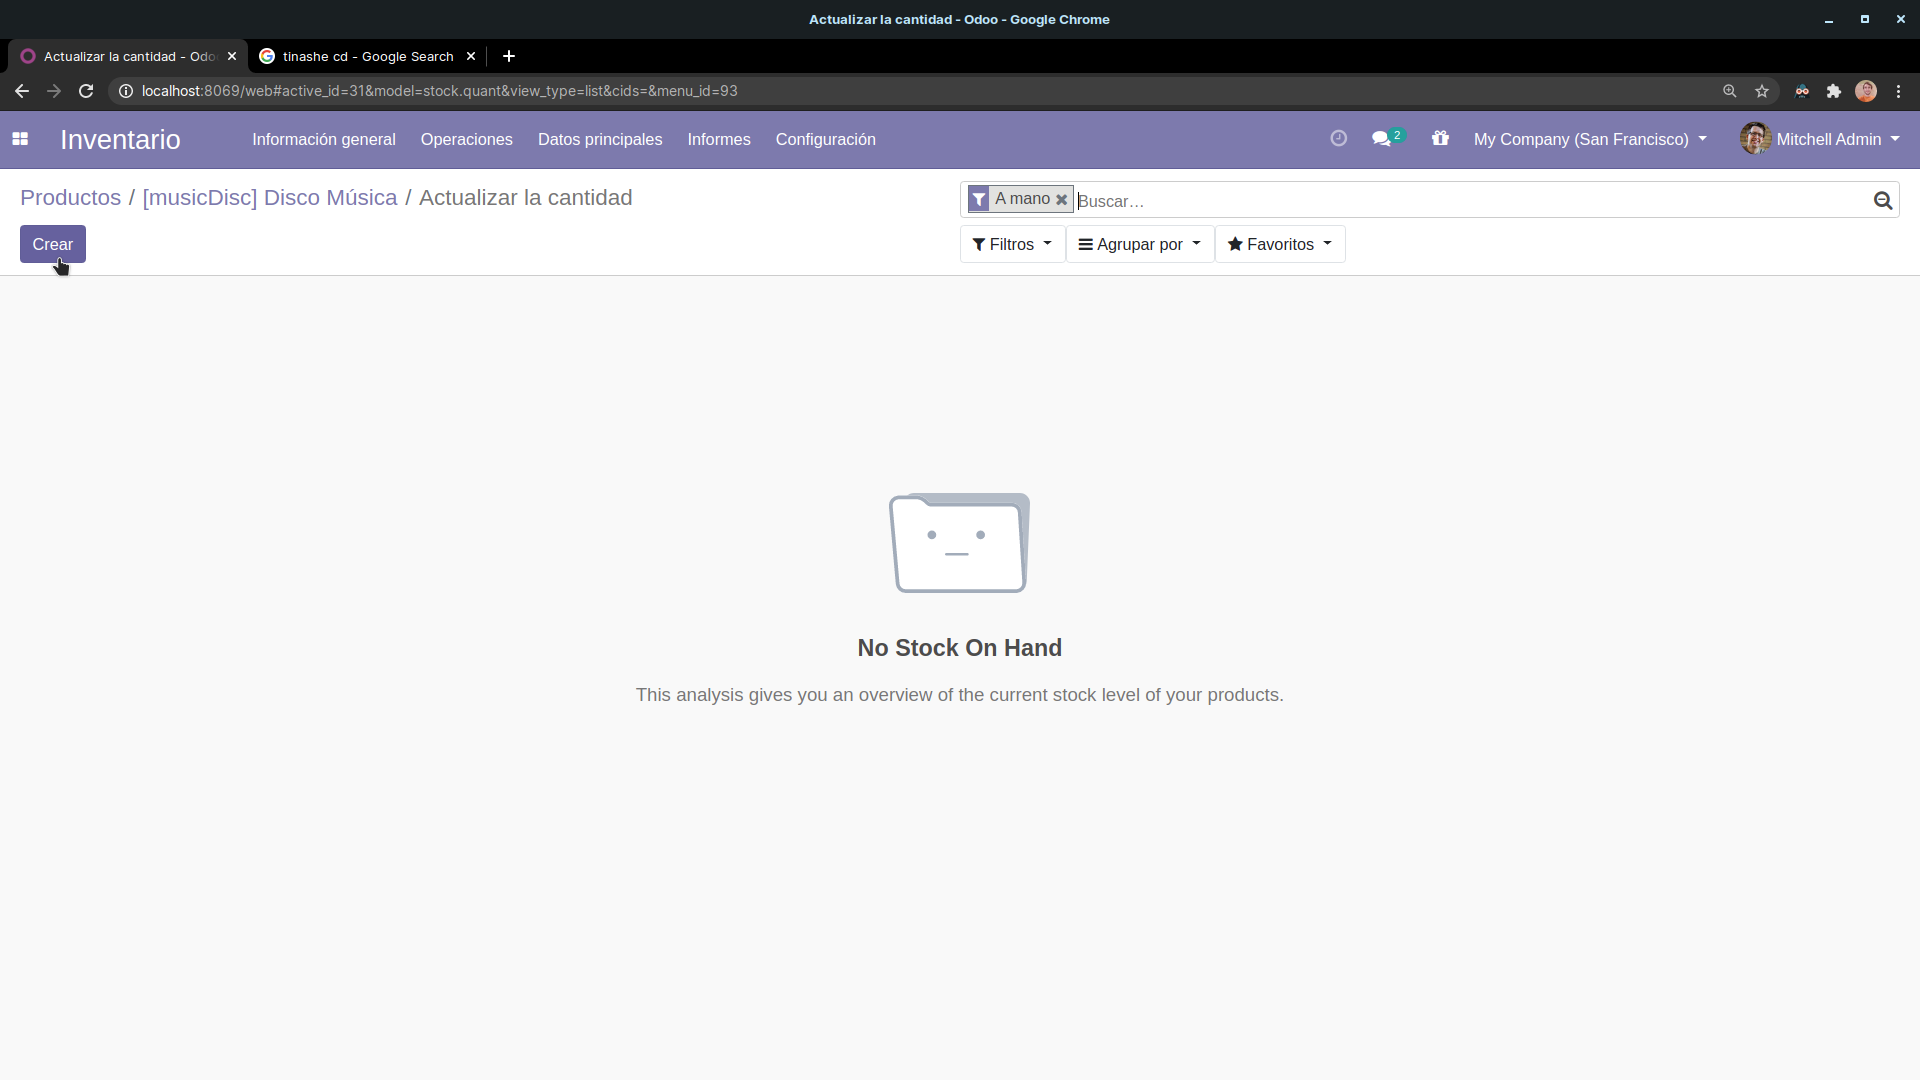 Actualizar la cantidad - Odoo - Google Chrome
Actualizar la cantidad - Odo
tinashe cd - Google Search
localhost:8069/web#active_id=31&model=stock.quant&view_type=list&cids=&menu_id=93
Inventario
Información general
Operaciones
Datos principales
Informes
Configuración
2
My Company (San Francisco)
Mitchell Admin
Productos / [musicDisc] Disco Música / Actualizar la cantidad
A mano
Buscar...
Crear
Filtros
Agrupar por
Favoritos
No Stock On Hand
This analysis gives you an overview of the current stock level of your products.